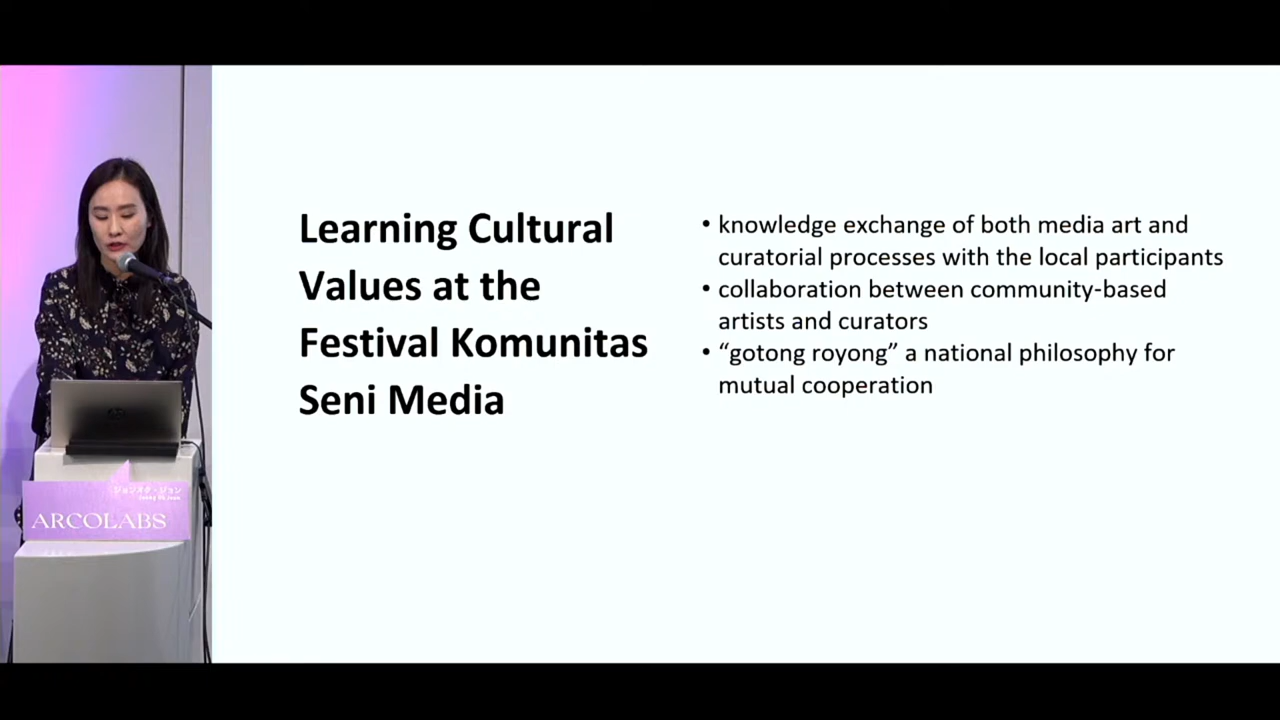 Learning Cultural
Values at the
Festival Komunitas
Seni Media
• knowledge exchange of both media art and
curatorial processes with the local participants
• collaboration between community-based
artists and curators
• “gotong royong” a national philosophy for
mutual cooperation
ARCOLABS